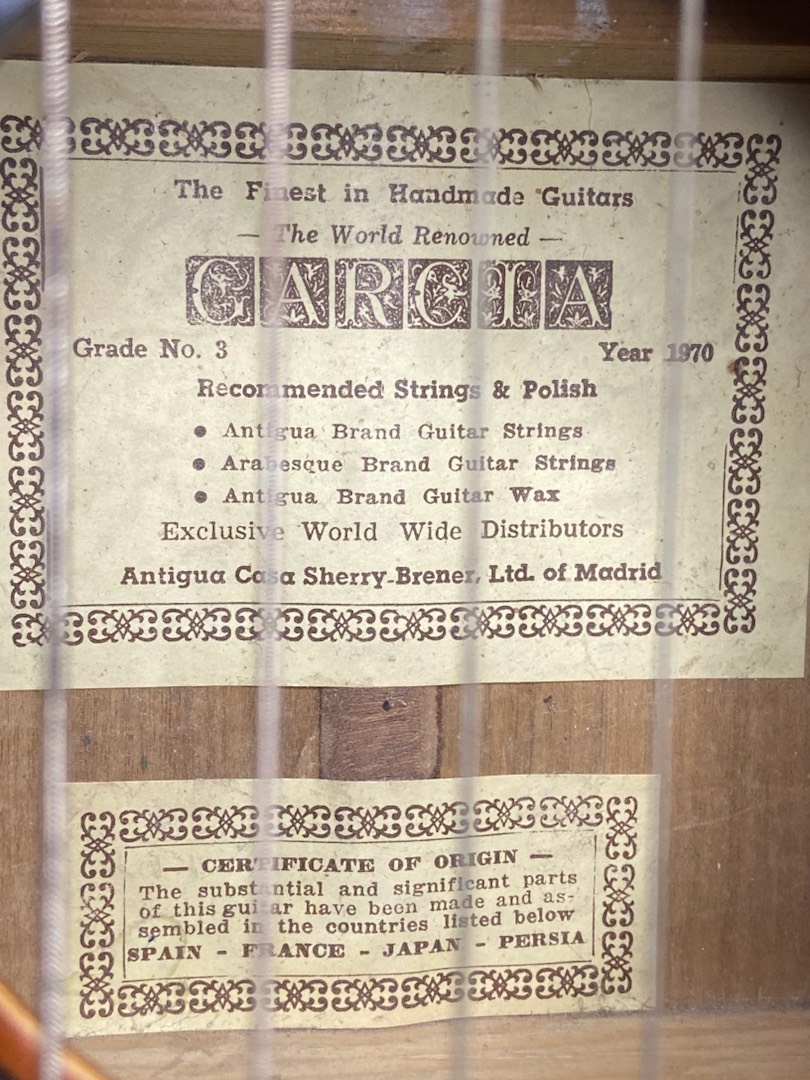 The Finest in Handmade Guitars
— The World Renowned —
GARCIA
Grade No. 3 Year 1970
Recommended Strings & Polish
• Antigua Brand Guitar Strings
• Arabesque Brand Guitar Strings
• Antigua Brand Guitar Wax
Exclusive World Wide Distributors
Antigua Casa Sherry-Brener, Ltd. of Madrid
— CERTIFICATE OF ORIGIN —
The substantial and significant parts
of this guitar have been made and as-
sembled in the countries listed below
SPAIN - FRANCE - JAPAN - PERSIA